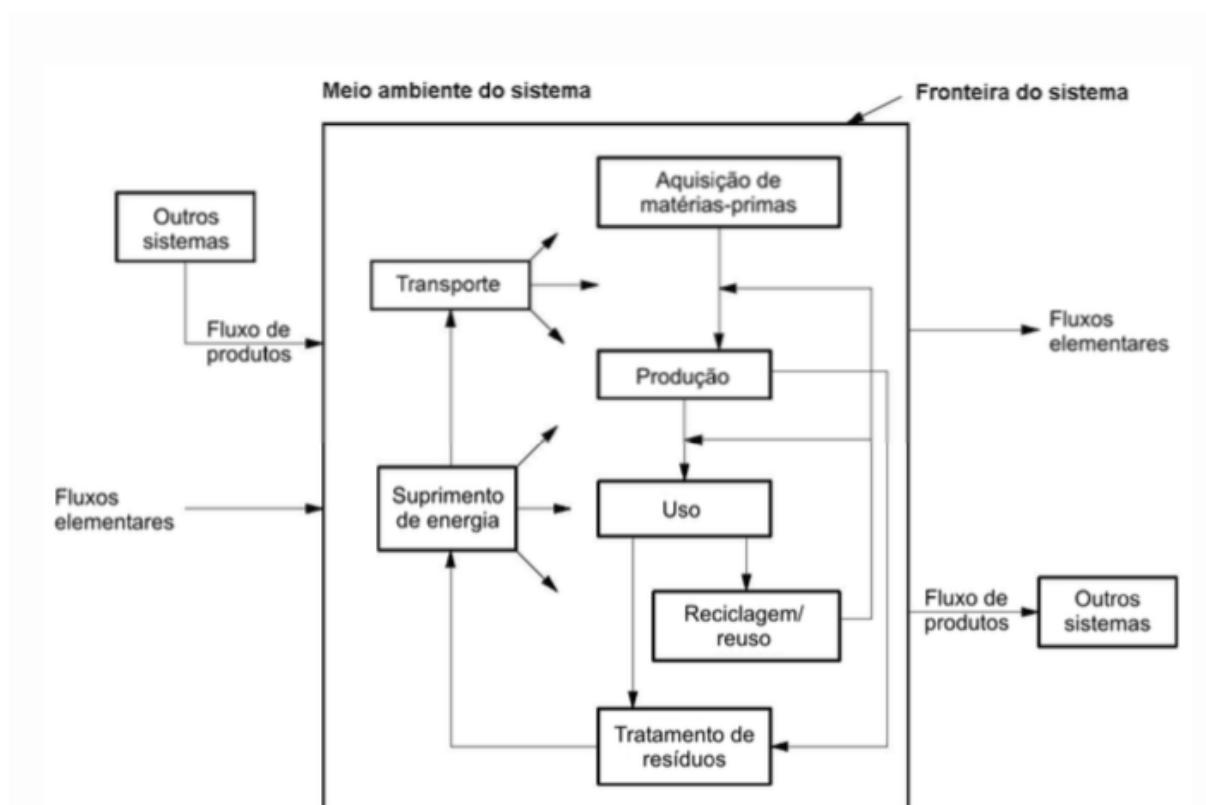 Meio ambiente do sistema
Fronteira do sistema
Aquisição de
matérias-primas
Outros
sistemas
Transporte
Fluxo de
produtos
Fluxos
elementares
Produção
Suprimento
de energia
Uso
Fluxos
elementares
Reciclagem/
reuso
Fluxo de
produtos
Outros
sistemas
Tratamento de
resíduos